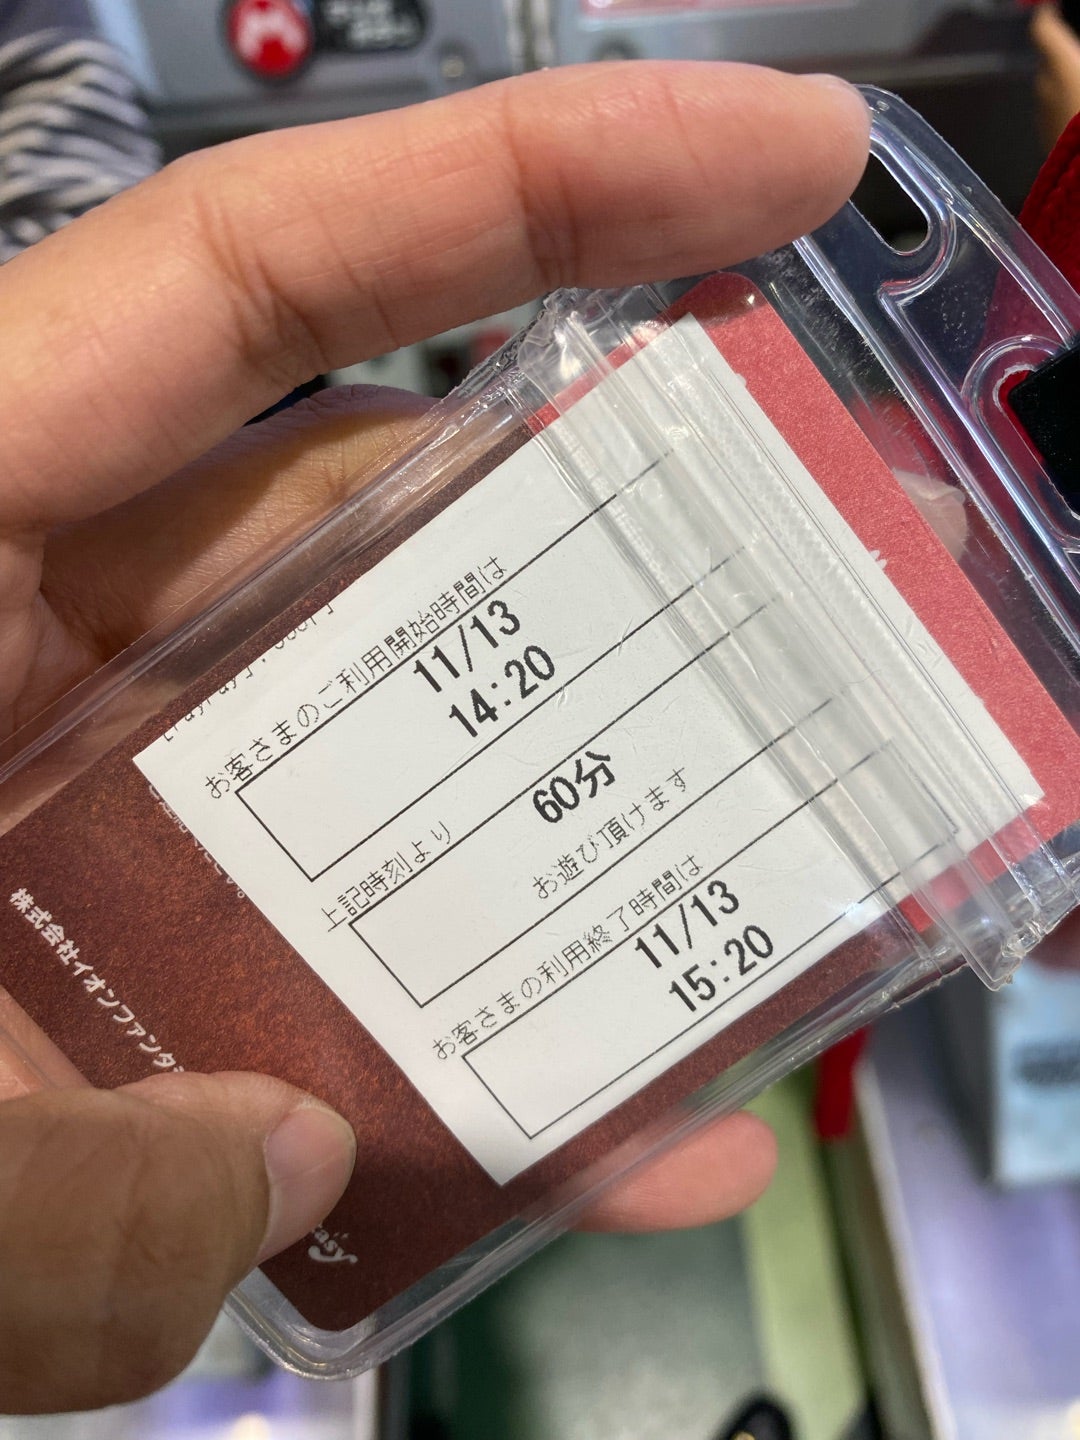 お客さまのご利用開始時間は
11/13
14:20
上記時刻より
60分
お遊び頂けます
お客さまの利用終了時間は
11/13
15:20
株式会社イオンファンタジ
asy